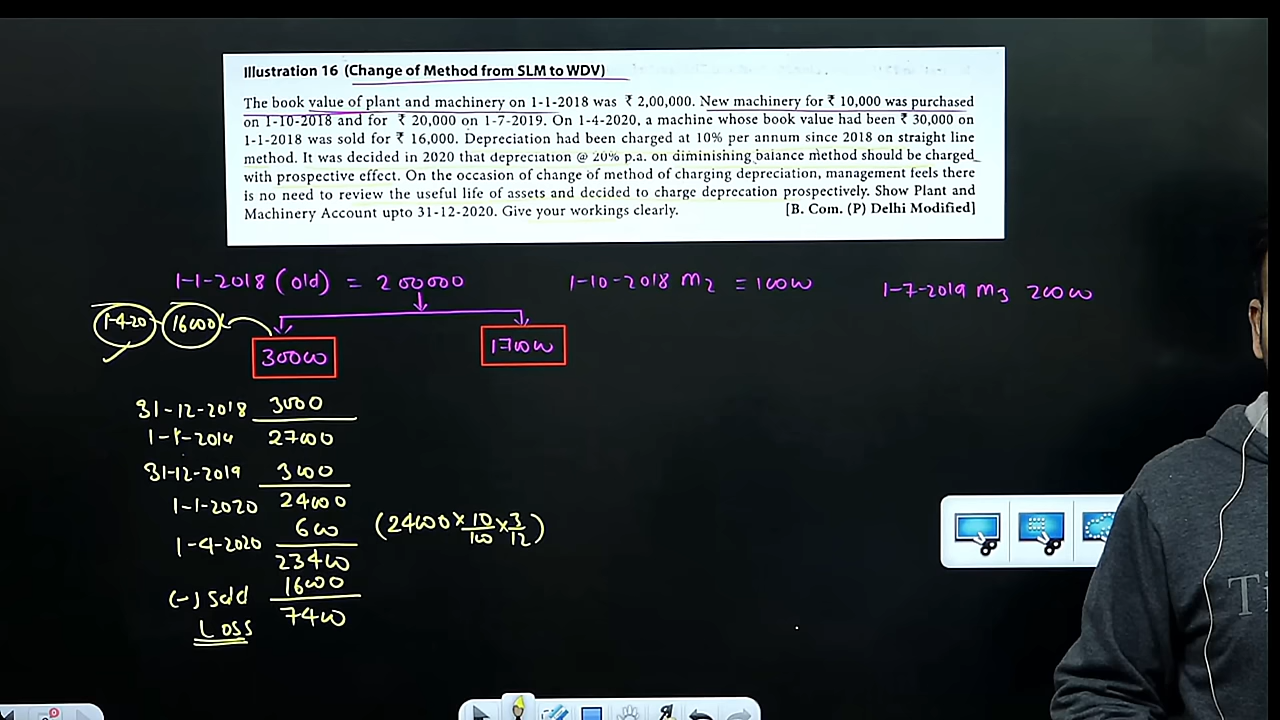 Illustration 16 (Change of Method from SLM to WDV)
The book value of plant and machinery on 1-1-2018 was ₹ 2,00,000. New machinery for ₹ 10,000 was purchased
on 1-10-2018 and for ₹ 20,000 on 1-7-2019. On 1-4-2020, a machine whose book value had been ₹ 30,000 on
1-1-2018 was sold for ₹ 16,000. Depreciation had been charged at 10% per annum since 2018 on straight line
method. It was decided in 2020 that depreciation @ 20% p.a. on diminishing balance method should be charged
with prospective effect. On the occasion of change of method of charging depreciation, management feels there
is no need to review the useful life of assets and decided to charge deprecation prospectively. Show Plant and
Machinery Account upto 31-12-2020. Give your workings clearly. [B. Com. (P) Delhi Modified]
1-1-2018 (old) = 200000
1-10-2018 M2 = 10000
1-7-2019 M3 20000
1-420 16000
30000
170000
31-12-2018 3000
1-1-2019 27000
31-12-2019 3000
1-1-2020 24000
1-4-2020 600 (24000 × 10/100 × 3/12)
23400
(-) Sold 16000
Loss 7400